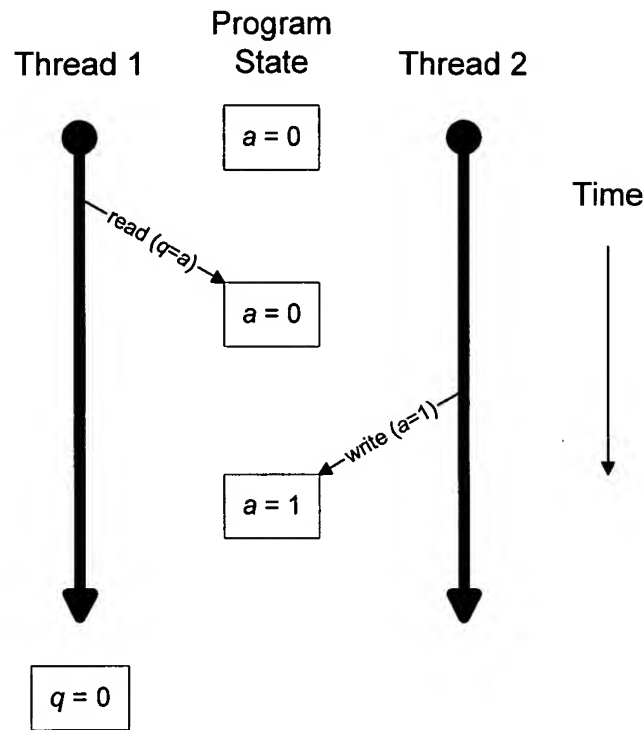 Program
State
Thread 1
Thread 2
a = 0
Time
read (q=a)
a = 0
write (a=1)
a = 1
q = 0